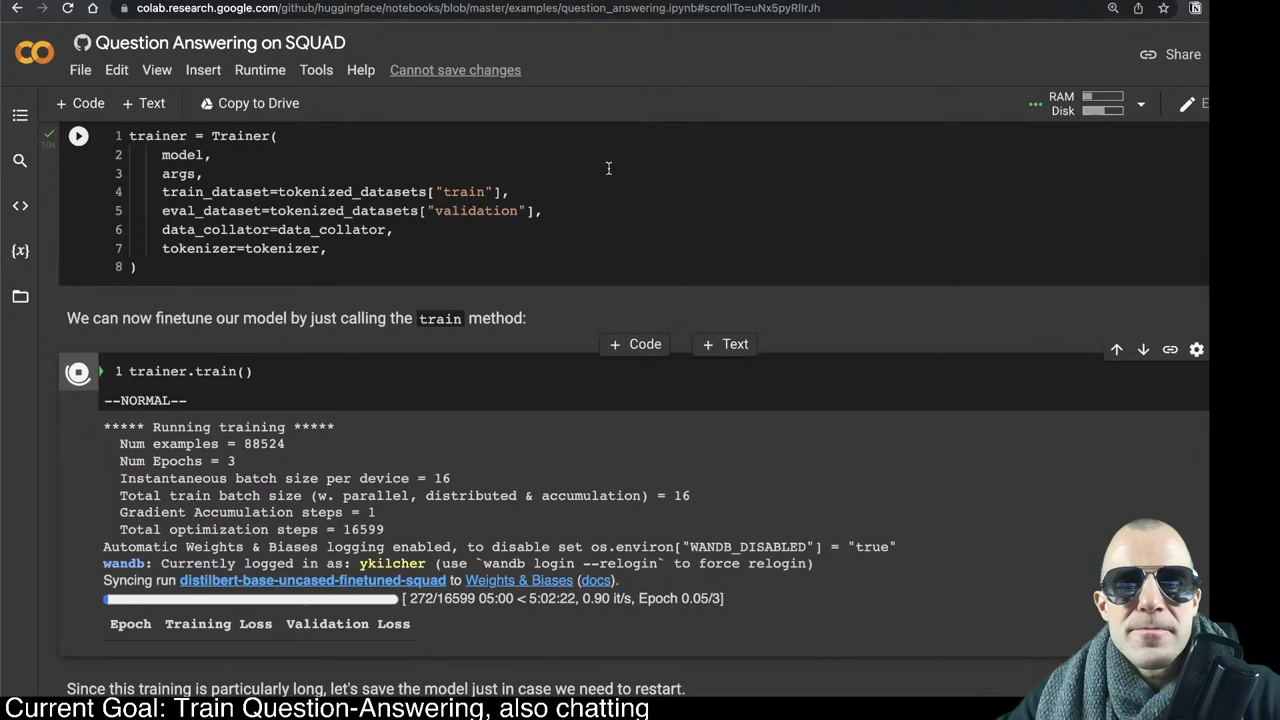 colab.research.google.com/github/huggingface/notebooks/blob/master/examples/question_answering.ipynb#scrollTo=uNx5pyRlIrJh
Question Answering on SQUAD
File Edit View Insert Runtime Tools Help Cannot save changes
Share
+ Code + Text Copy to Drive
RAM
Disk
E
10s
1 trainer = Trainer(
2 model,
3 args,
4 train_dataset=tokenized_datasets["train"],
5 eval_dataset=tokenized_datasets["validation"],
6 data_collator=data_collator,
7 tokenizer=tokenizer,
8 )
We can now finetune our model by just calling the train method:
+ Code + Text
1 trainer.train()
--NORMAL--
***** Running training *****
Num examples = 88524
Num Epochs = 3
Instantaneous batch size per device = 16
Total train batch size (w. parallel, distributed & accumulation) = 16
Gradient Accumulation steps = 1
Total optimization steps = 16599
Automatic Weights & Biases logging enabled, to disable set os.environ["WANDB_DISABLED"] = "true"
wandb: Currently logged in as: ykilcher (use `wandb login --relogin` to force relogin)
Syncing run distilbert-base-uncased-finetuned-squad to Weights & Biases (docs).
[ 272/16599 05:00 < 5:02:22, 0.90 it/s, Epoch 0.05/3]
Epoch Training Loss Validation Loss
Since this training is particularly long, let's save the model just in case we need to restart.
Current Goal: Train Question-Answering, also chatting